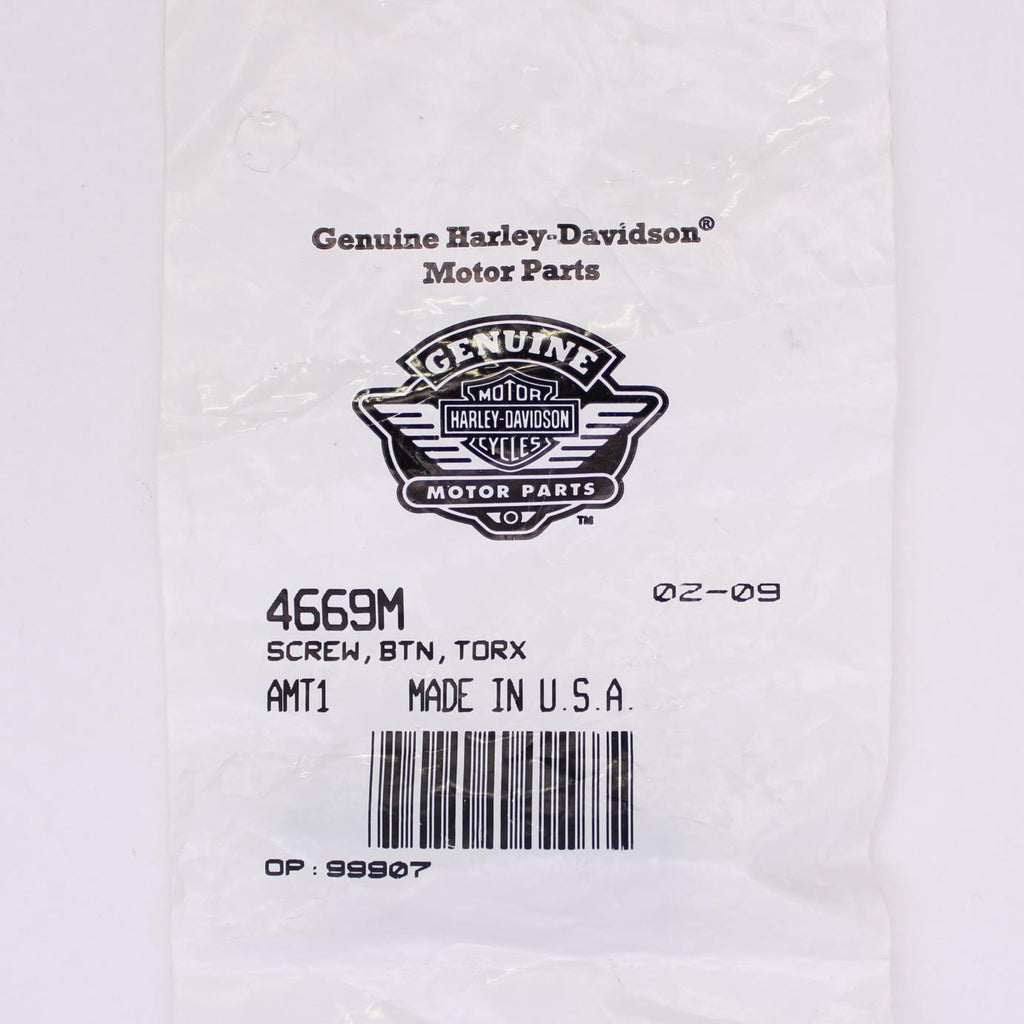 Genuine Harley-Davidson®
Motor Parts
GENUINE
MOTOR
HARLEY-DAVIDSON
CYCLES
MOTOR PARTS
TM
02-09
4669M
SCREW, BTN, TORX
AMT1 MADE IN U.S.A.
OP: 99907